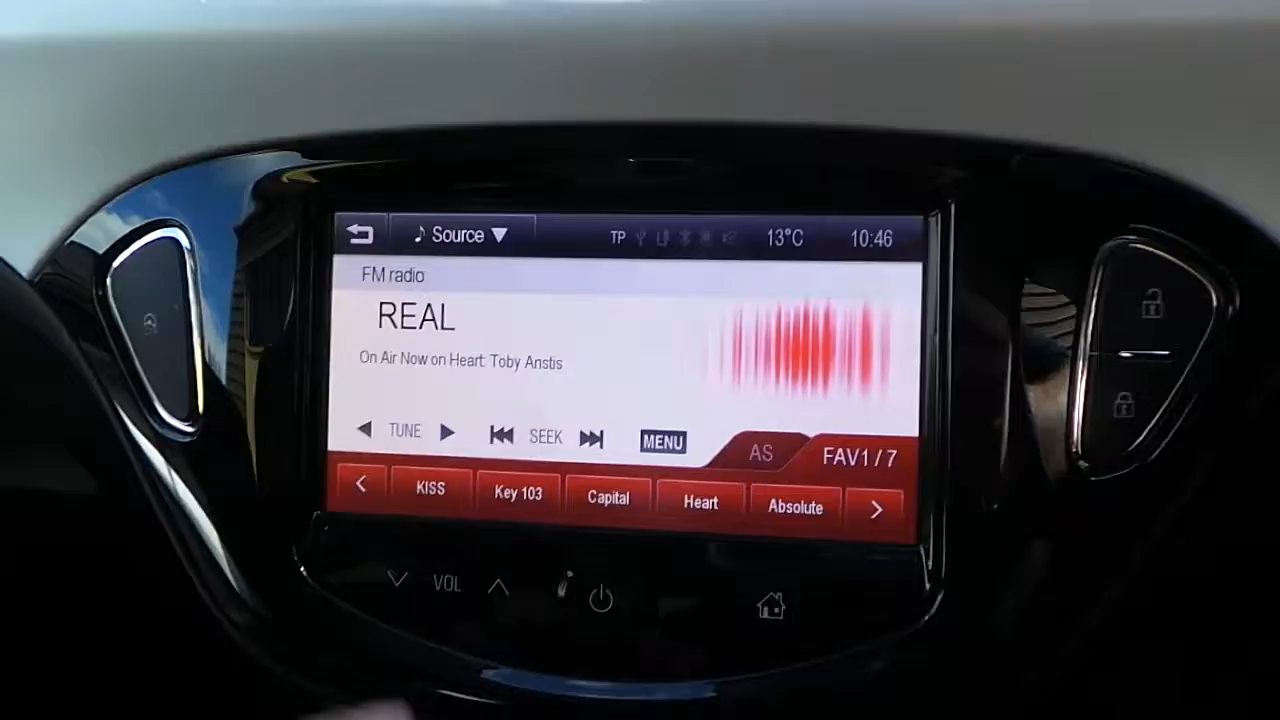 Source
TP 13°C 10:46
FM radio
REAL
On Air Now on Heart: Toby Anstis
TUNE SEEK MENU AS FAV1/7
< KISS Key 103 Capital Heart Absolute >
VOL